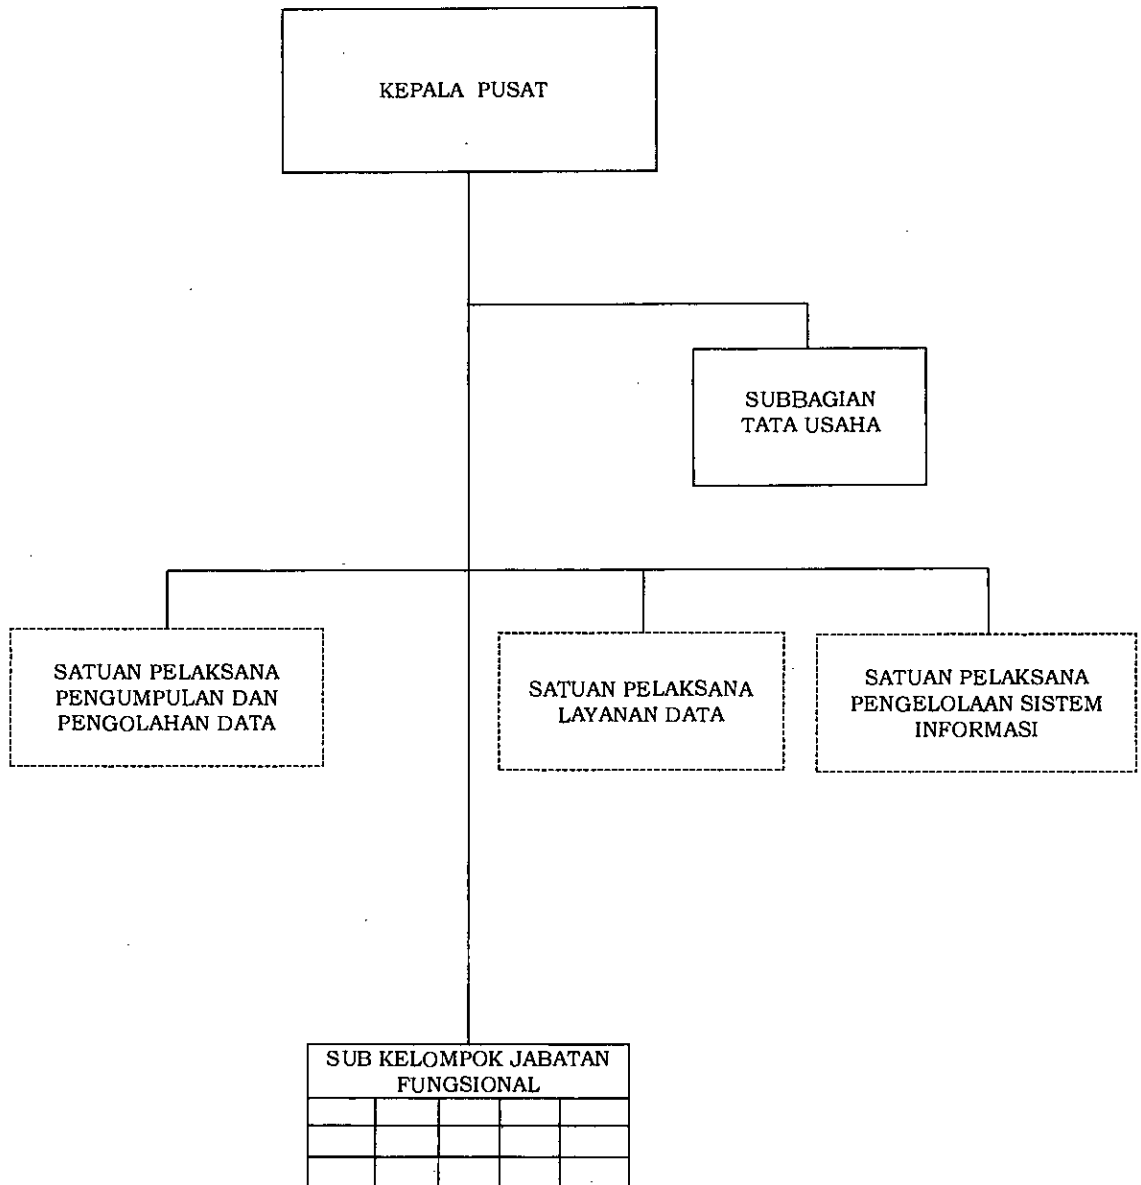 KEPALA PUSAT
SUBBAGIAN
TATA USAHA
SATUAN PELAKSANA
PENGUMPULAN DAN
PENGOLAHAN DATA
SATUAN PELAKSANA
LAYANAN DATA
SATUAN PELAKSANA
PENGELOLAAN SISTEM
INFORMASI
SUB KELOMPOK JABATAN
FUNGSIONAL